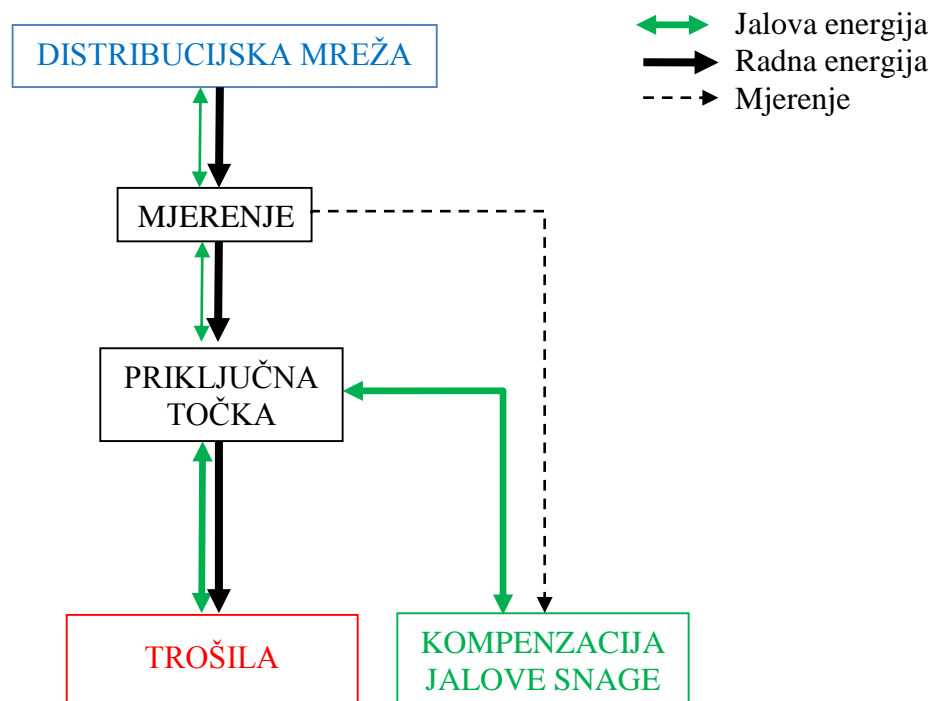 DISTRIBUCIJSKA MREŽA
Jalova energija
Radna energija
Mjerenje
MJERENJE
PRIKLJUČNA
TOČKA
TROŠILA
KOMPENZACIJA
JALOVE SNAGE